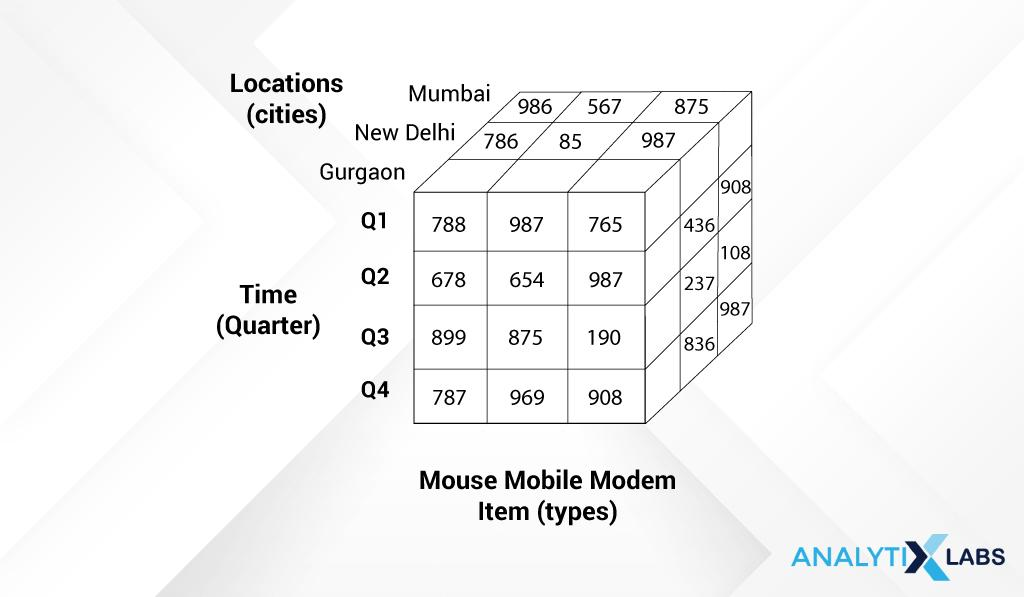 Locations
(cities)
Mumbai
New Delhi
Gurgaon
986 567 875
786 85 987
Q1 788 987 765
Q2 678 654 987
Q3 899 875 190
Q4 787 969 908
436
237
836
908
108
987
Time
(Quarter)
Mouse Mobile Modem
Item (types)
ANALYTIX LABS